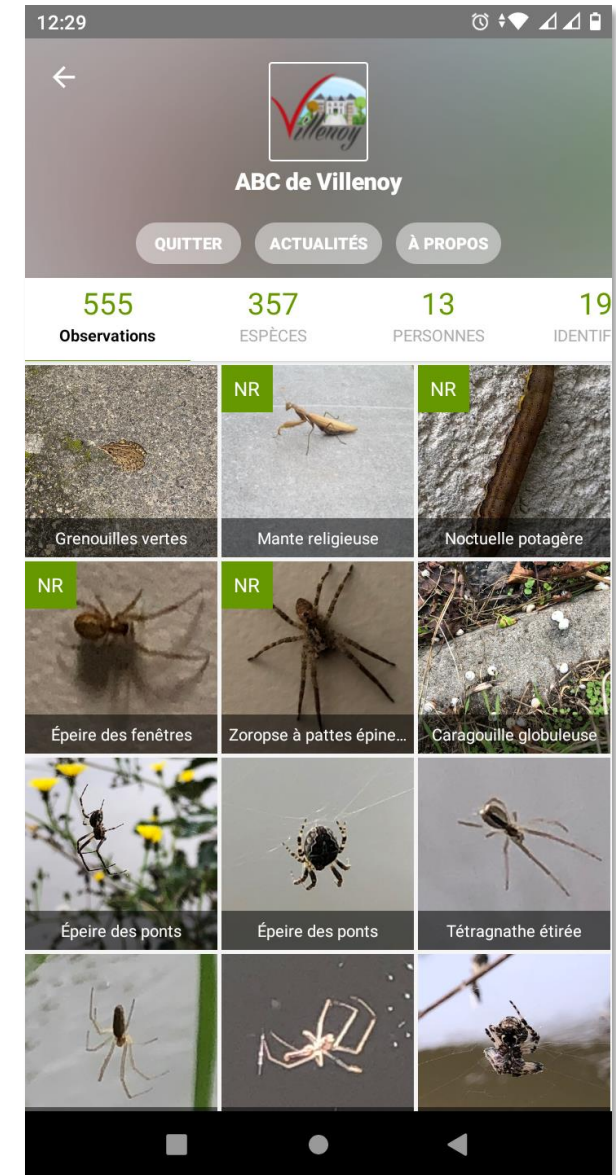 12:29
Villenoy
ABC de Villenoy
QUITTER
ACTUALITÉS
À PROPOS
555
357
13
19
Observations
ESPÈCES
PERSONNES
IDENTIF
NR
NR
Grenouilles vertes
Mante religieuse
Noctuelle potagère
NR
NR
Épeire des fenêtres
Zoropse à pattes épine...
Caragouille globuleuse
Épeire des ponts
Épeire des ponts
Tétragnathe étirée